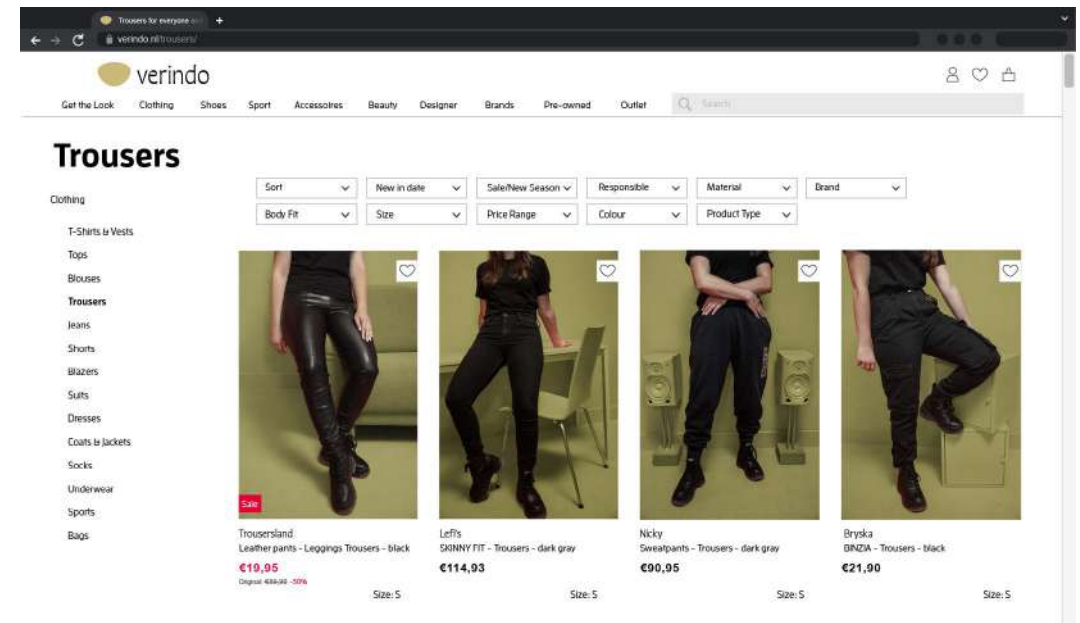 Trousers for everyone
verindo.nl/trousers/
verindo
Get the Look Clothing Shoes Sport Accessoires Beauty Designer Brands Pre-owned Outlet Search
Trousers
Sort New in date Sale/New Season Responsible Material Brand
Clothing
Body Fit Size Price Range Colour Product Type
T-Shirts & Vests
Tops
Blouses
Trousers
Jeans
Shorts
Blazers
Suits
Dresses
Coats & Jackets
Socks
Underwear
Sports
Bags
Sale
Trousersland Lefl's Nicky Bryska
Leather pants - Leggings Trousers - black SKINNY FIT - Trousers - dark gray Sweatpants - Trousers - dark gray BINZIA - Trousers - black
€19,95 €114,93 €90,95 €21,90
Original: -50%
Size: S Size: S Size: S Size: S